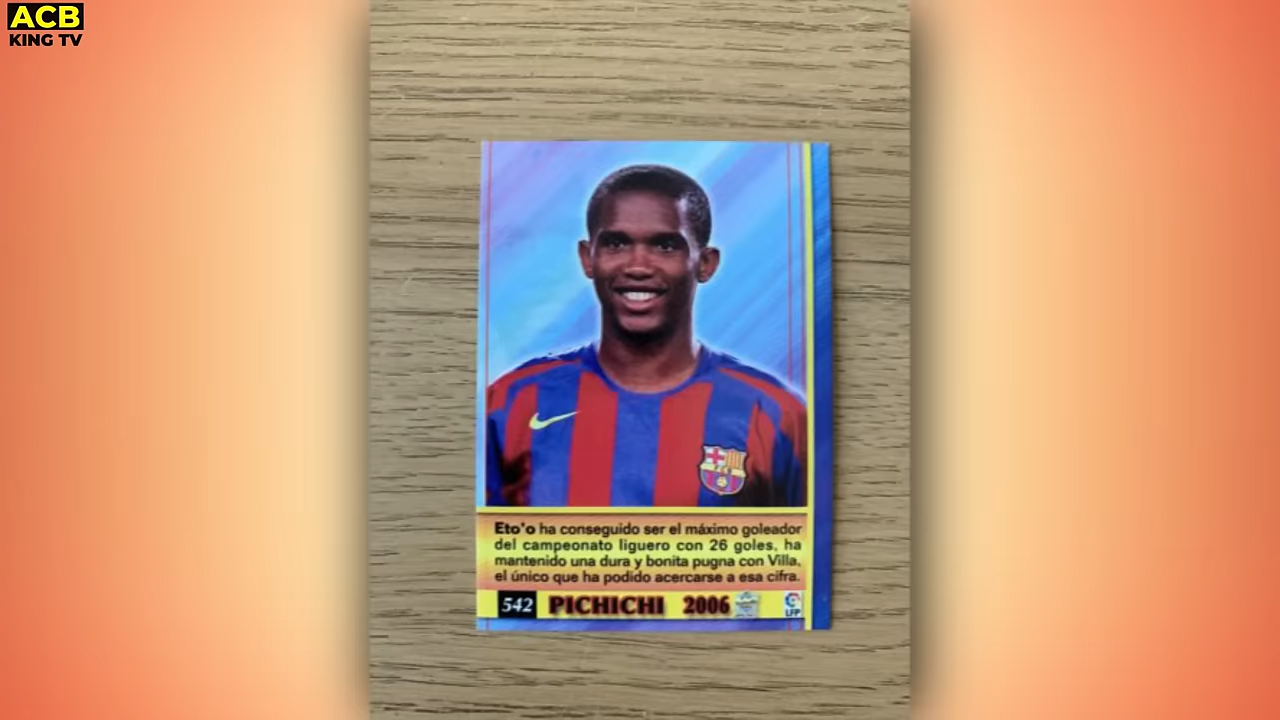 ACB
KING TV
FCB
Eto'o ha conseguido ser el máximo goleador
del campeonato liguero con 26 goles, ha
mantenido una dura y bonita pugna con Villa,
el único que ha podido acercarse a esa cifra.
542 PICHICHI 2006
LFP